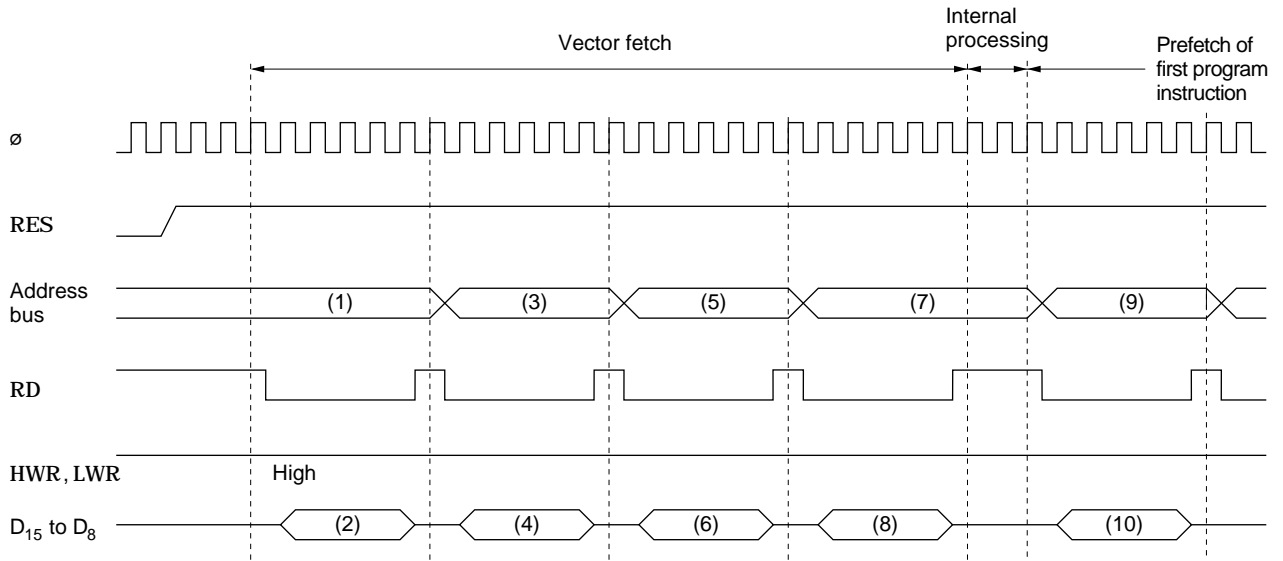 Internal
processing
Vector fetch
Prefetch of
first program
instruction
ø
RES
Address
bus
(1)
(3)
(5)
(7)
(9)
RD
HWR, LWR
High
D15 to D8
(2)
(4)
(6)
(8)
(10)